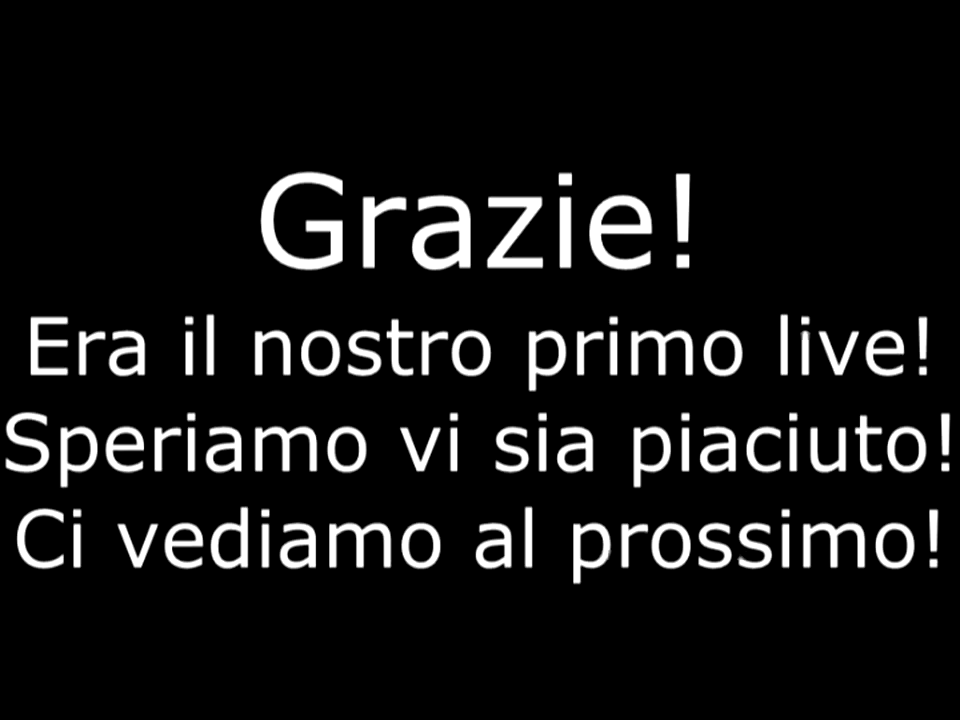 Grazie!
Era il nostro primo live!
Speriamo vi sia piaciuto!
Ci vediamo al prossimo!